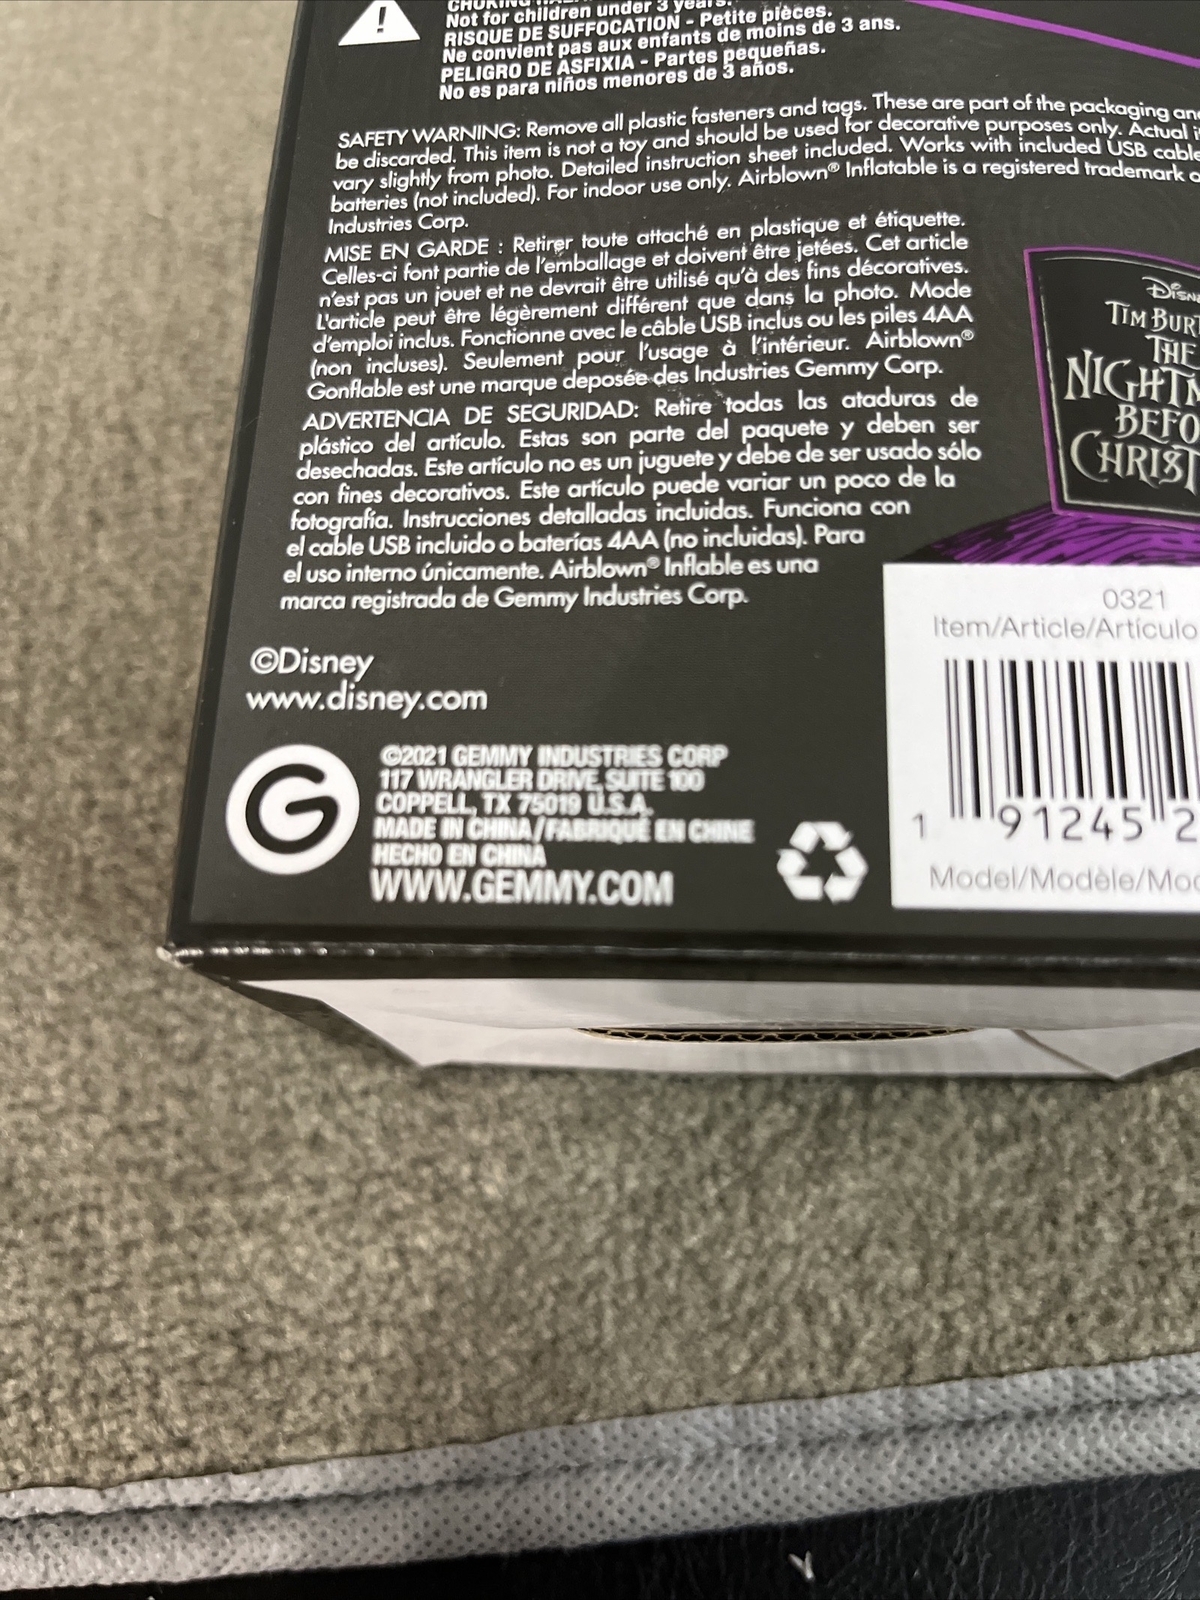 CHOKING
Not for children under 3 years.
RISQUE DE SUFFOCATION - Petite pièces.
Ne convient pas aux enfants de moins de 3 ans.
PELIGRO DE ASFIXIA - Partes pequeñas.
No es para niños menores de 3 años.
SAFETY WARNING: Remove all plastic fasteners and tags. These are part of the packaging
be discarded. This item is not a toy and should be used for decorative purposes only. Actual
vary slightly from photo. Detailed instruction sheet included. Works with included USB cable
batteries (not included). For indoor use only. Airblown® Inflatable is a registered trademark
Industries Corp.
MISE EN GARDE : Retirer toute attaché en plastique et étiquette.
Celles-ci font partie de l'emballage et doivent être jetées. Cet article
n'est pas un jouet et ne devrait être utilisé qu'à des fins décoratives.
L'article peut être légèrement différent que dans la photo. Mode
d'emploi inclus. Fonctionne avec le câble USB inclus ou les piles 4AA
(non incluses). Seulement pour l'usage à l'intérieur. Airblown®
Gonflable est une marque deposée des Industries Gemmy Corp.
ADVERTENCIA DE SEGURIDAD: Retire todas las ataduras de
plástico del artículo. Estas son parte del paquete y deben ser
desechadas. Este artículo no es un juguete y debe de ser usado sólo
con fines decorativos. Este artículo puede variar un poco de la
fotografía. Instrucciones detalladas incluidas. Funciona con
el cable USB incluido o baterías 4AA (no incluidas). Para
el uso interno únicamente. Airblown® Inflable es una
marca registrada de Gemmy Industries Corp.
©Disney
www.disney.com
G
©2021 GEMMY INDUSTRIES CORP
117 WRANGLER DRIVE, SUITE 100
COPPELL, TX 75019 U.S.A.
MADE IN CHINA/FABRIQUÉ EN CHINE
HECHO EN CHINA
WWW.GEMMY.COM
TIM
THE
CHRIST
0321
Item/Article/Artículo
1 91245 2
Model/Modèle/